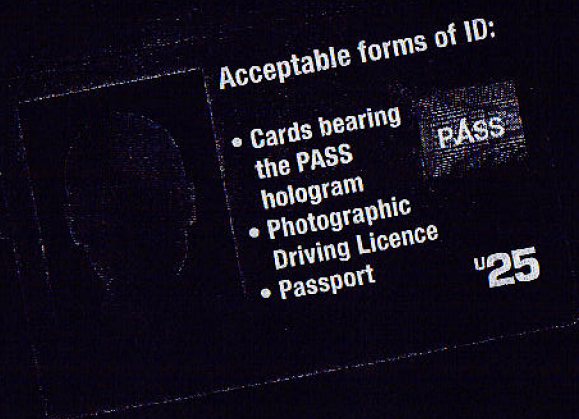 Acceptable forms of ID:
• Cards bearing
the PASS
hologram
• Photographic
Driving Licence
• Passport
PASS
U25